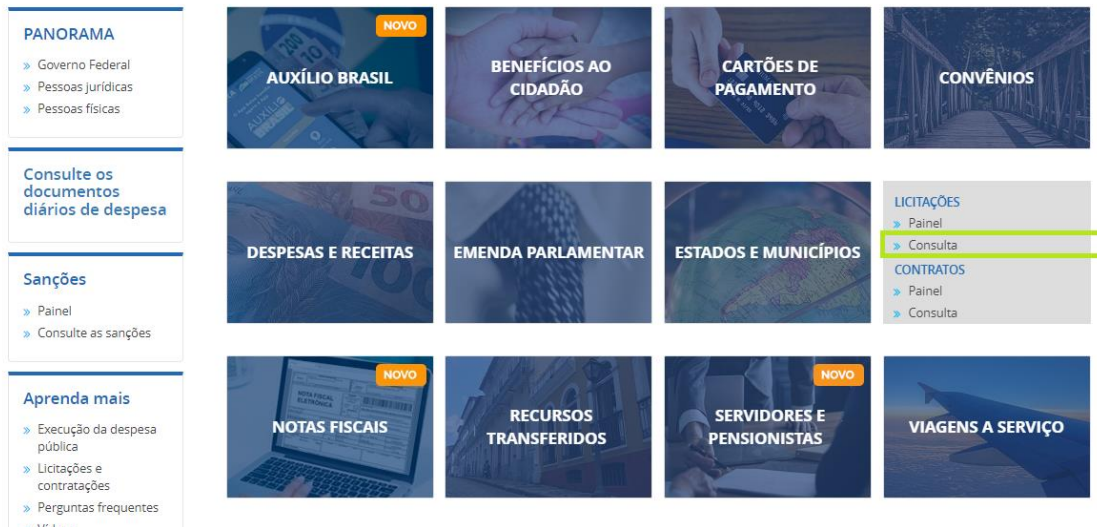 PANORAMA
» Governo Federal
» Pessoas jurídicas
» Pessoas físicas
Consulte os
documentos
diários de despesa
Sanções
» Painel
» Consulte as sanções
Aprenda mais
» Execução da despesa
pública
» Licitações e
contratações
» Perguntas frequentes
NOVO
AUXÍLIO BRASIL
BENEFÍCIOS AO
CIDADÃO
CARTÕES DE
PAGAMENTO
CONVÊNIOS
DESPESAS E RECEITAS
EMENDA PARLAMENTAR
ESTADOS E MUNICÍPIOS
LICITAÇÕES
» Painel
» Consulta
CONTRATOS
» Painel
» Consulta
NOVO
NOTAS FISCAIS
RECURSOS
TRANSFERIDOS
NOVO
SERVIDORES E
PENSIONISTAS
VIAGENS A SERVIÇO